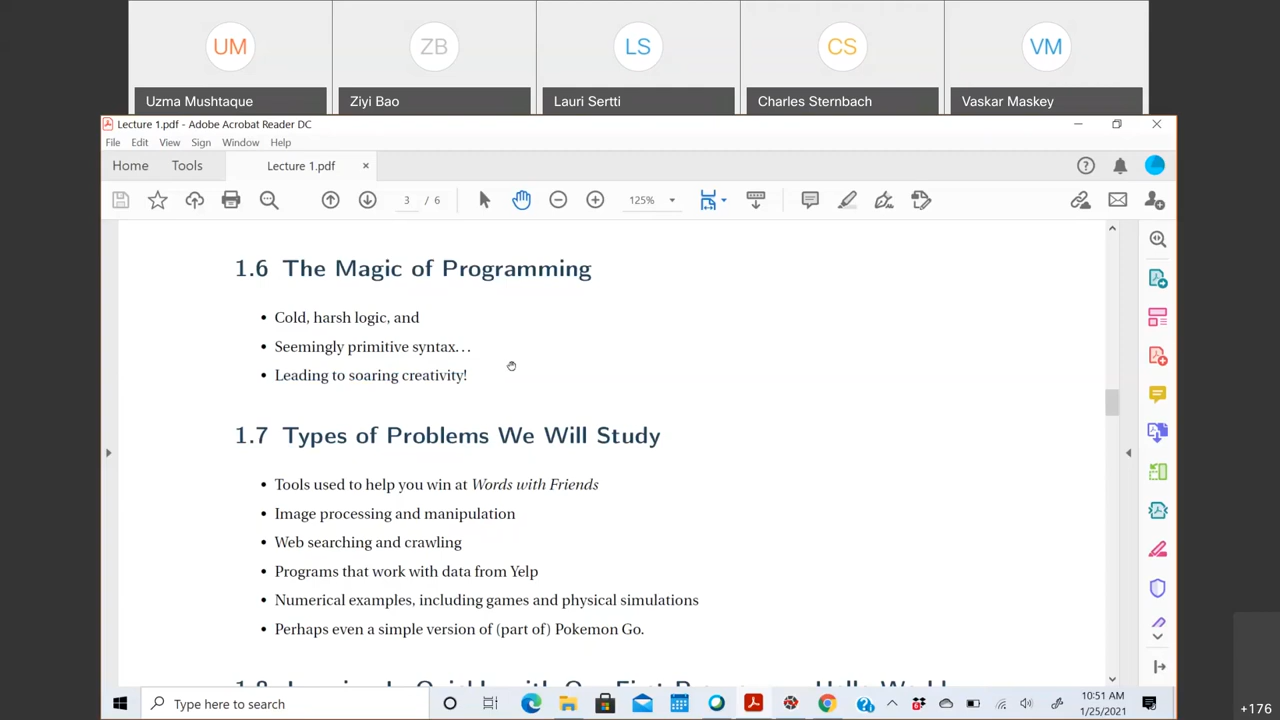 UM
ZB
LS
CS
VM
Uzma Mushtaque
Ziyi Bao
Lauri Sertti
Charles Sternbach
Vaskar Maskey
Lecture 1.pdf - Adobe Acrobat Reader DC
File Edit View Sign Window Help
Home Tools Lecture 1.pdf ×
3 / 6 125%
1.6 The Magic of Programming
• Cold, harsh logic, and
• Seemingly primitive syntax...
• Leading to soaring creativity!
1.7 Types of Problems We Will Study
• Tools used to help you win at Words with Friends
• Image processing and manipulation
• Web searching and crawling
• Programs that work with data from Yelp
• Numerical examples, including games and physical simulations
• Perhaps even a simple version of (part of) Pokemon Go.
Type here to search
10:51 AM
1/25/2021
+176